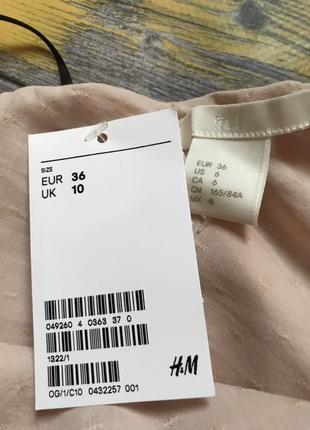 SIZE
EUR 36
UK 10
049260 4 0363 37 0
1322/1
OG/1/C10 0432257 001
H&M
EUR 36
US 6
CA 6
CN 165/84A
MX 6